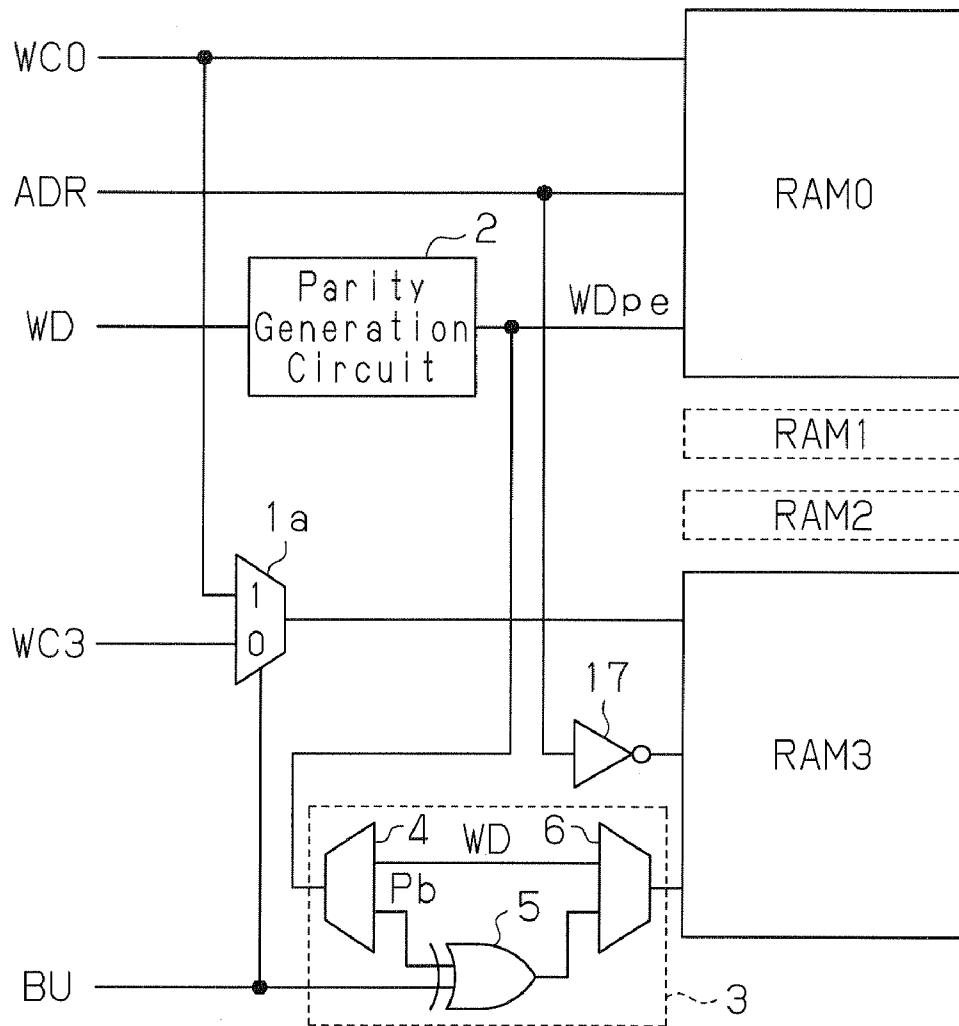 WC0
ADR
RAM0
2
Parity
Generation
Circuit
WD
WDpe
RAM1
RAM2
1a
1
0
WC3
17
RAM3
4
WD
6
Pb
5
BU
3